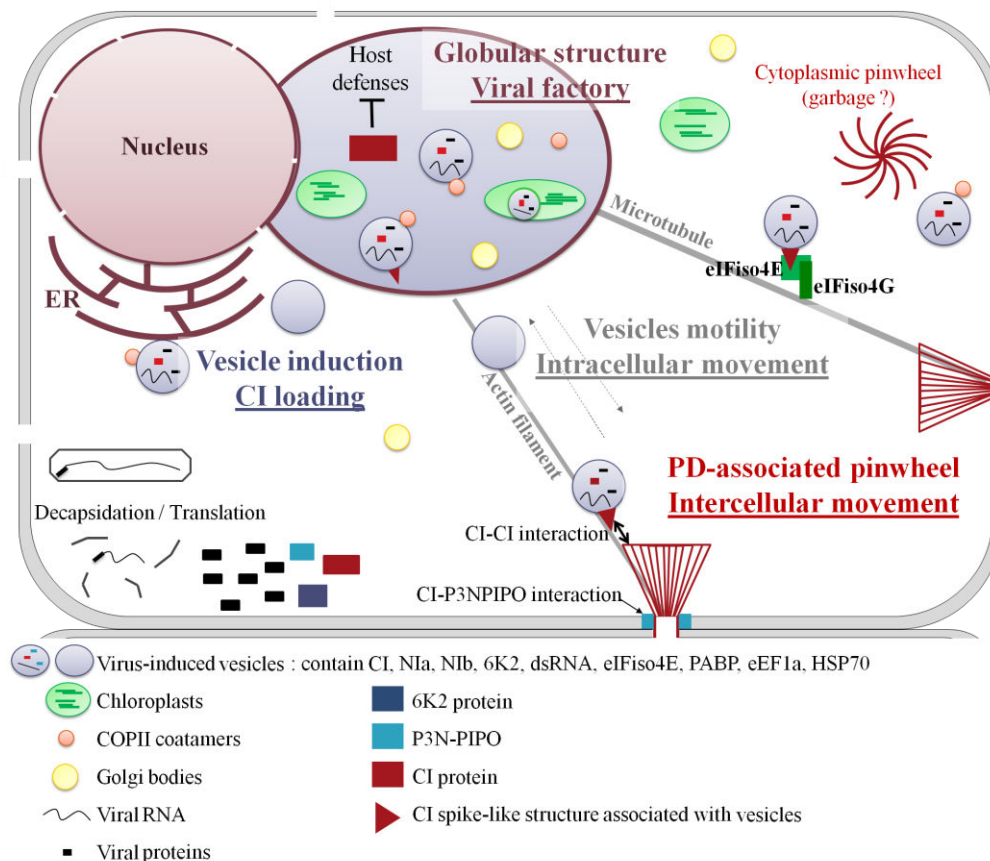 Host
defenses
Globular structure
Viral factory
Cytoplasmic pinwheel
(garbage ?)
Nucleus
Microtubule
eIFiso4E
eIFiso4G
ER
Vesicle induction
CI loading
Vesicles motility
Intracellular movement
Actin filament
PD-associated pinwheel
Intercellular movement
Decapsidation / Translation
CI-CI interaction
CI-P3NPIPO interaction
Virus-induced vesicles : contain CI, NIa, NIb, 6K2, dsRNA, eIFiso4E, PABP, eEF1a, HSP70
Chloroplasts
6K2 protein
COPII coatamers
P3N-PIPO
Golgi bodies
CI protein
Viral RNA
CI spike-like structure associated with vesicles
Viral proteins